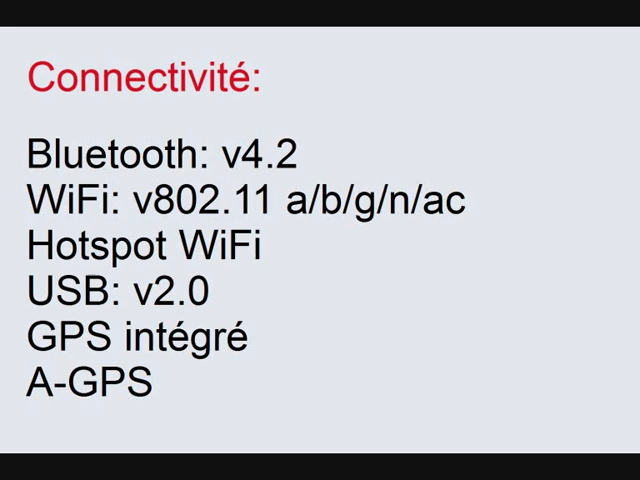 Connectivité:
Bluetooth: v4.2
WiFi: v802.11 a/b/g/n/ac
Hotspot WiFi
USB: v2.0
GPS intégré
A-GPS